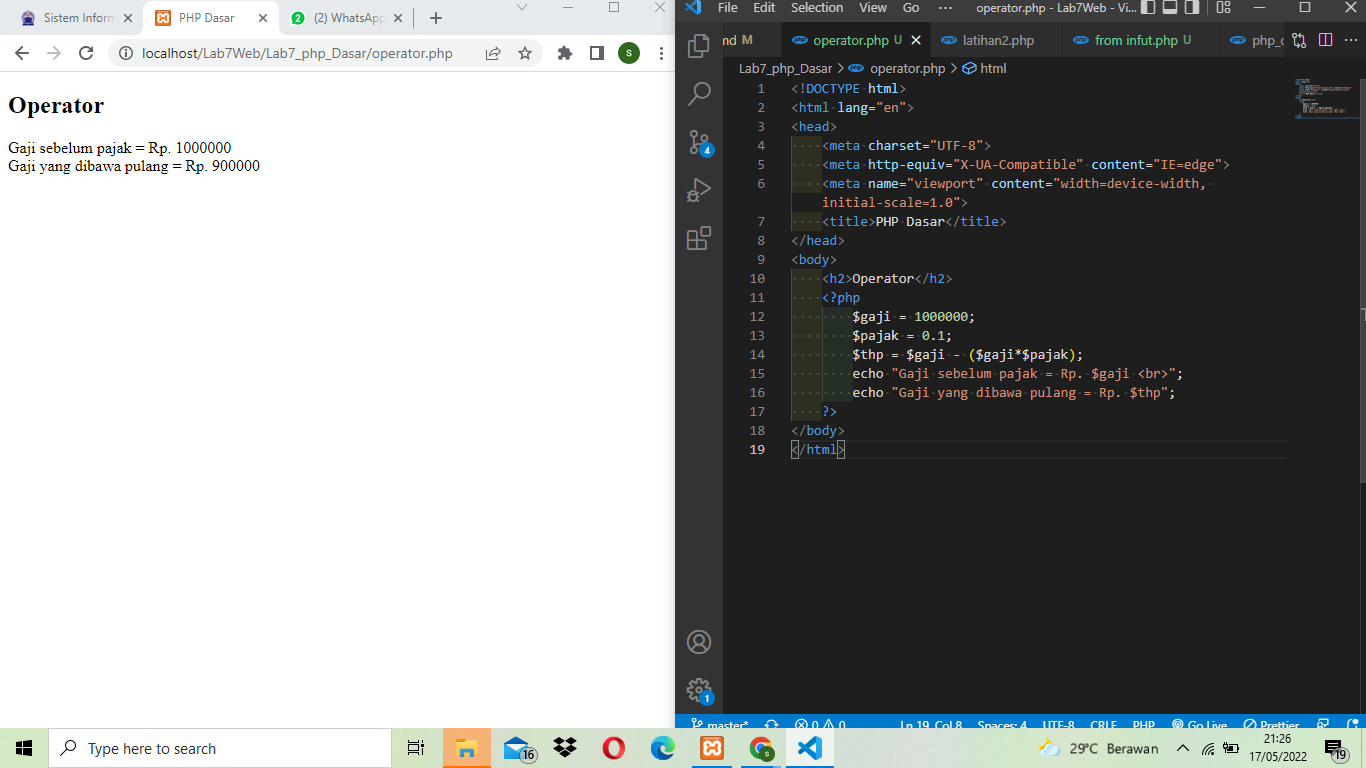 Sistem Inform
PHP Dasar
(2) WhatsApp
localhost/Lab7Web/Lab7_php_Dasar/operator.php
S
Operator
Gaji sebelum pajak = Rp. 1000000
Gaji yang dibawa pulang = Rp. 900000
File Edit Selection View Go ··· operator.php - Lab7Web - Vi...
nd M
operator.php U
latihan2.php
from infut.php U
php_c
Lab7_php_Dasar > operator.php > html
1 <!DOCTYPE html>
2 <html lang="en">
3 <head>
4 <meta charset="UTF-8">
5 <meta http-equiv="X-UA-Compatible" content="IE=edge">
6 <meta name="viewport" content="width=device-width,
initial-scale=1.0">
7 <title>PHP Dasar</title>
8 </head>
9 <body>
10 <h2>Operator</h2>
11 <?php
12 $gaji = 1000000;
13 $pajak = 0.1;
14 $thp = $gaji - ($gaji*$pajak);
15 echo "Gaji sebelum pajak = Rp. $gaji <br>";
16 echo "Gaji yang dibawa pulang = Rp. $thp";
17 ?>
18 </body>
19 </html>
4
1
master* 0 0 Ln 19, Col 8 Spaces: 4 UTF-8 CRLF PHP Go Live Prettier
Type here to search
16
29°C Berawan
21:26
17/05/2022
19